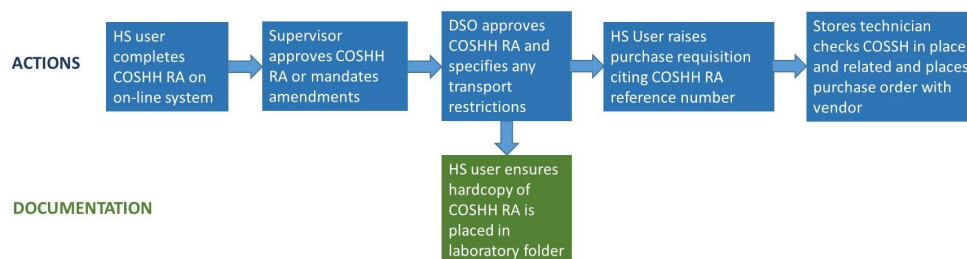 ACTIONS
HS user
completes
COSHH RA on
on-line system
Supervisor
approves COSHH
RA or mandates
amendments
DSO approves
COSHH RA and
specifies any
transport
restrictions
HS User raises
purchase requisition
citing COSHH RA
reference number
Stores technician
checks COSSH in place
and related and places
purchase order with
vendor
DOCUMENTATION
HS user ensures
hardcopy of
COSHH RA is
placed in
laboratory folder